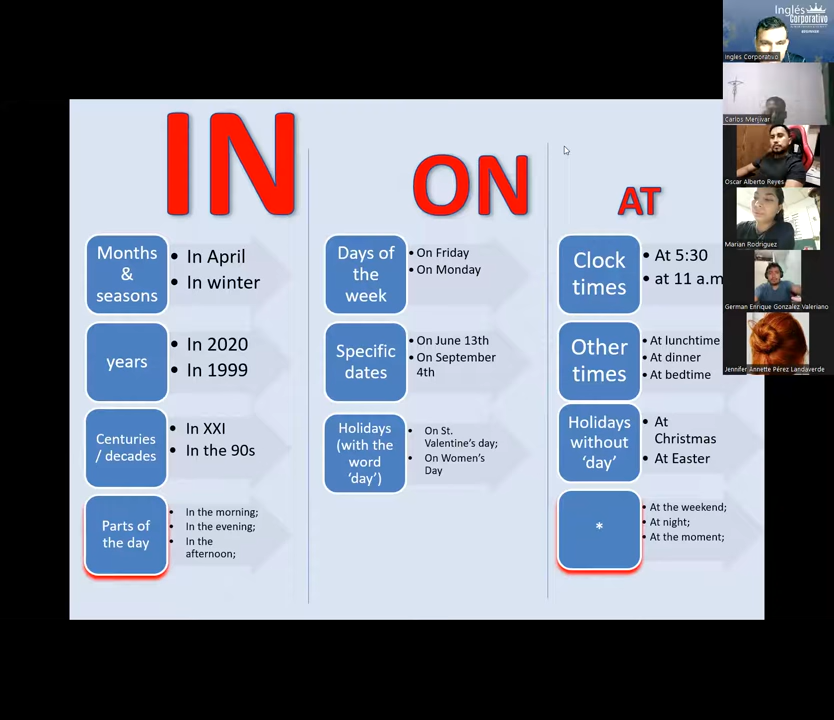 IN
Months
&
seasons
• In April
• In winter
years
• In 2020
• In 1999
Centuries
/ decades
• In XXI
• In the 90s
Parts of
the day
• In the morning;
• In the evening;
• In the
afternoon;
ON
Days of
the
week
• On Friday
• On Monday
Specific
dates
• On June 13th
• On September
4th
Holidays
(with the
word
'day')
• On St.
Valentine's day;
• On Women's
Day
AT
Clock
times
• At 5:30
• at 11 a.m
Other
times
• At lunchtime
• At dinner
• At bedtime
Holidays
without
'day'
• At
Christmas
• At Easter
*
• At the weekend;
• At night;
• At the moment;
Inglés
Corporativo
BEGINNER
Inglés Corporativo
Carlos Menjivar
Oscar Alberto Reyes
Marian Rodriguez
German Enrique Gonzalez Valeriano
Jennifer Annette Pérez Landaverde